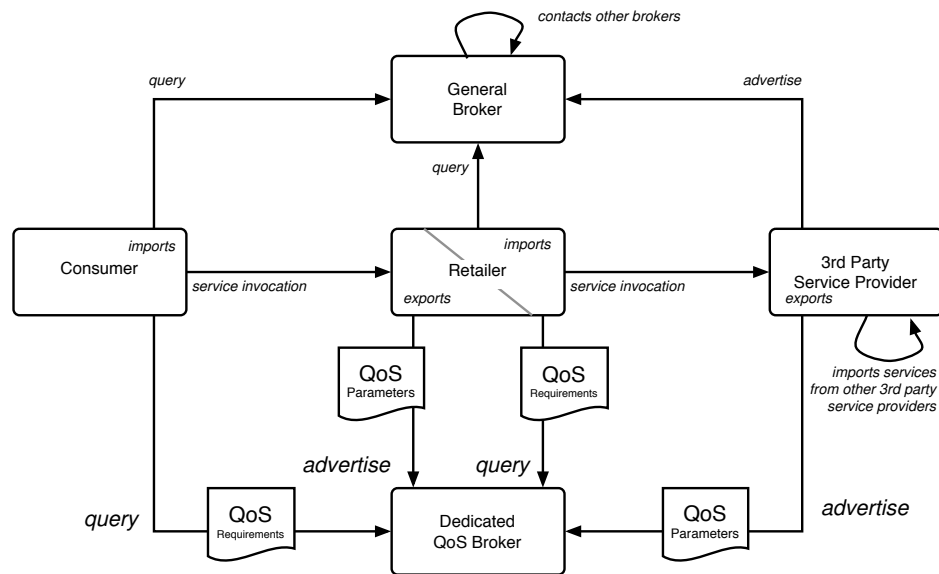 contacts other brokers
query
General
Broker
advertise
query
imports
Consumer
service invocation
imports
Retailer
exports
service invocation
3rd Party
Service Provider
exports
imports services
from other 3rd party
service providers
QoS
Parameters
QoS
Requirements
advertise
query
query
QoS
Requirements
Dedicated
QoS Broker
QoS
Parameters
advertise